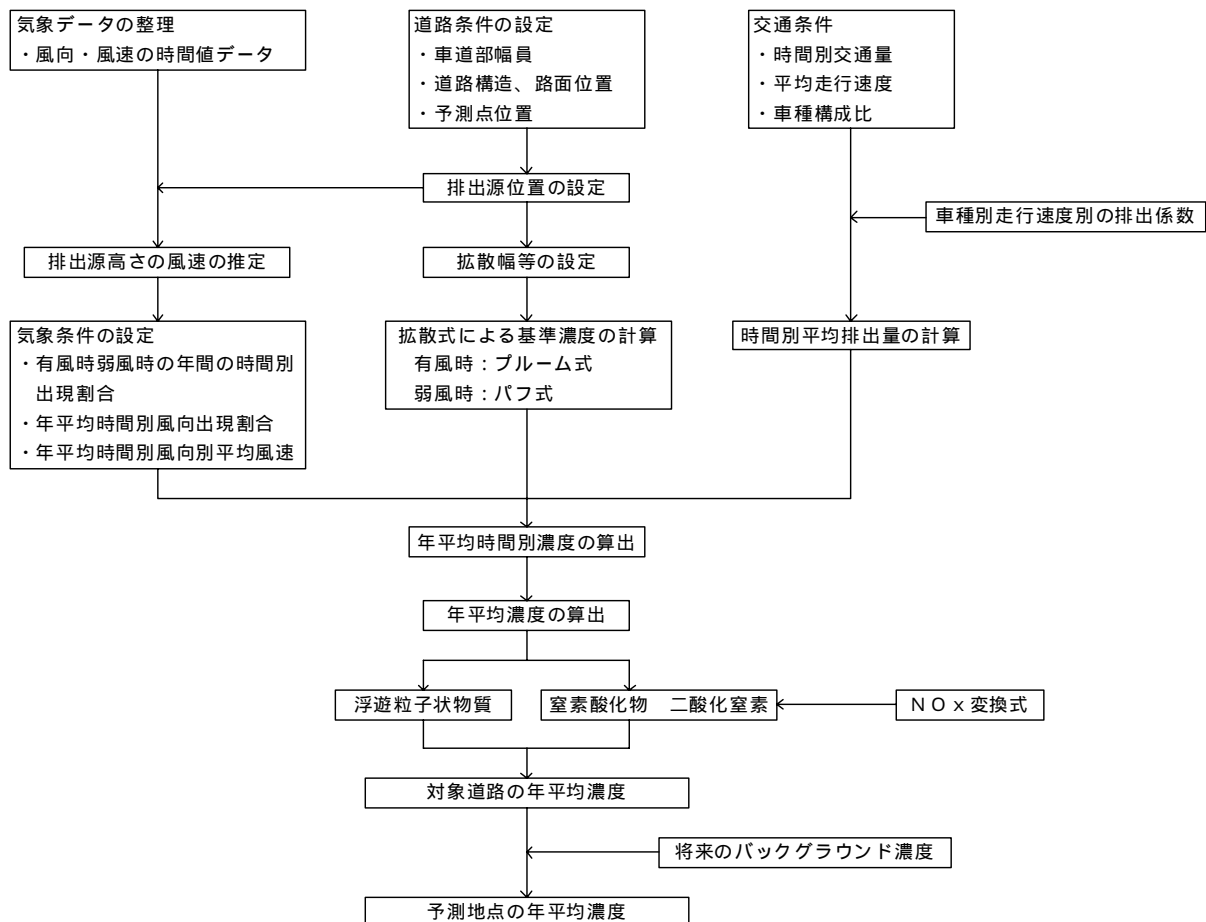 気象データの整理
・風向・風速の時間値データ
道路条件の設定
・車道部幅員
・道路構造、路面位置
・予測点位置
交通条件
・時間別交通量
・平均走行速度
・車種構成比
排出源位置の設定
車種別走行速度別の排出係数
排出源高さの風速の推定
拡散幅等の設定
気象条件の設定
・有風時弱風時の年間の時間別
出現割合
・年平均時間別風向出現割合
・年平均時間別風向別平均風速
拡散式による基準濃度の計算
有風時：プルーム式
弱風時：パフ式
時間別平均排出量の計算
年平均時間別濃度の算出
年平均濃度の算出
浮遊粒子状物質
窒素酸化物　二酸化窒素
ＮＯｘ変換式
対象道路の年平均濃度
将来のバックグラウンド濃度
予測地点の年平均濃度